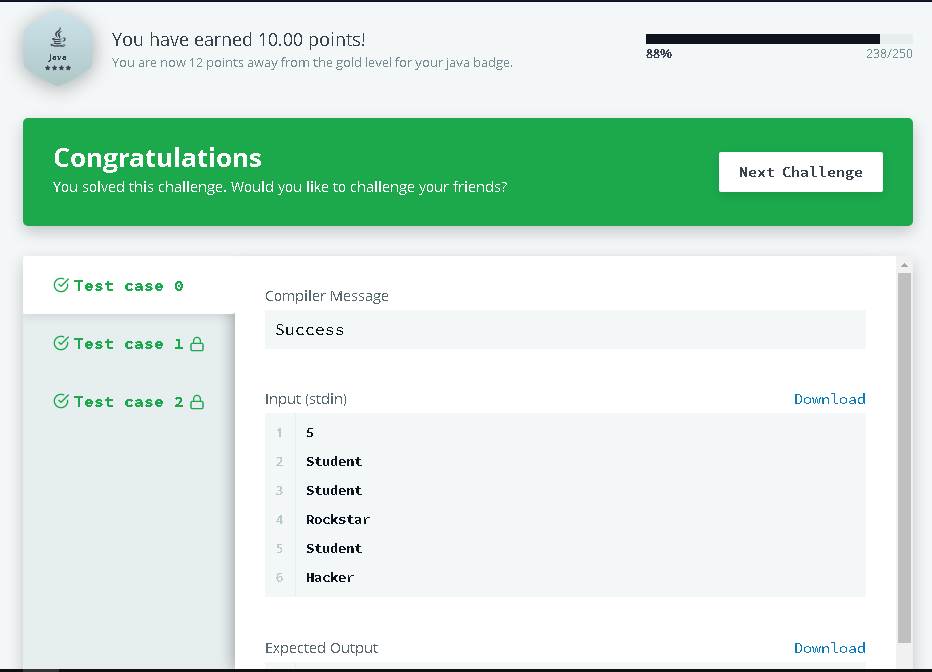 Java
★★★★
You have earned 10.00 points!
You are now 12 points away from the gold level for your java badge.
88%
238/250
Congratulations
You solved this challenge. Would you like to challenge your friends?
Next Challenge
Test case 0
Test case 1
Test case 2
Compiler Message
Success
Input (stdin)
Download
1 5
2 Student
3 Student
4 Rockstar
5 Student
6 Hacker
Expected Output
Download